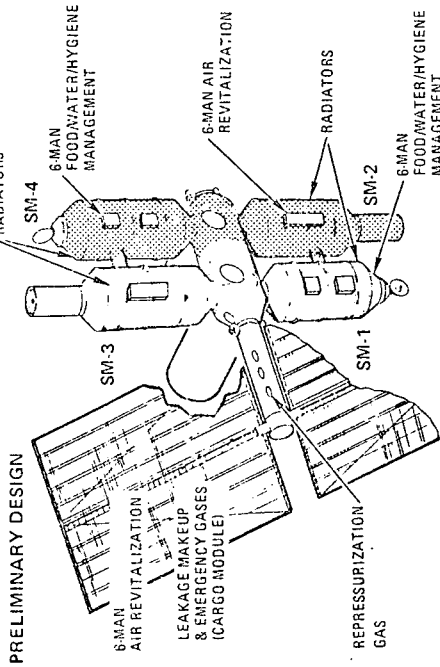 PRELIMINARY DESIGN
RADIATORS
SM-4
6-MAN
FOOD/WATER/HYGIENE
MANAGEMENT
SM-3
6-MAN AIR
REVITALIZATION
6-MAN
AIR REVITALIZATION
LEAKAGE MAKEUP
& EMERGENCY GASES
(CARGO MODULE)
RADIATORS
SM-2
SM-1
REPRESSURIZATION
GAS
6-MAN
FOOD/WATER/HYGIENE
MANAGEMENT